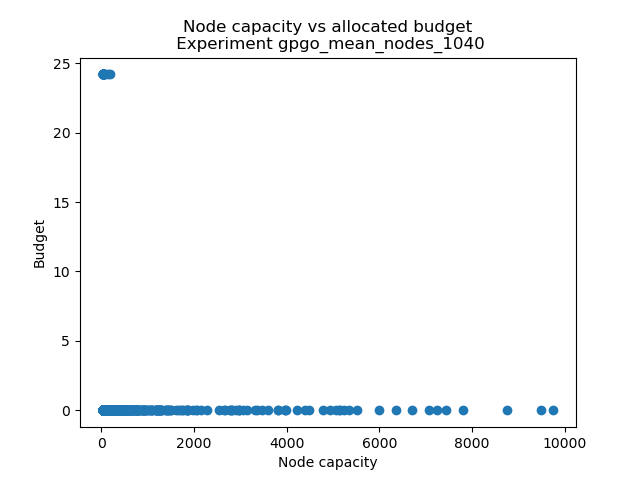 Node capacity vs allocated budget
Experiment gpgo_mean_nodes_1040
25
20
15
10
5
0
Budget
0 2000 4000 6000 8000 10000
Node capacity